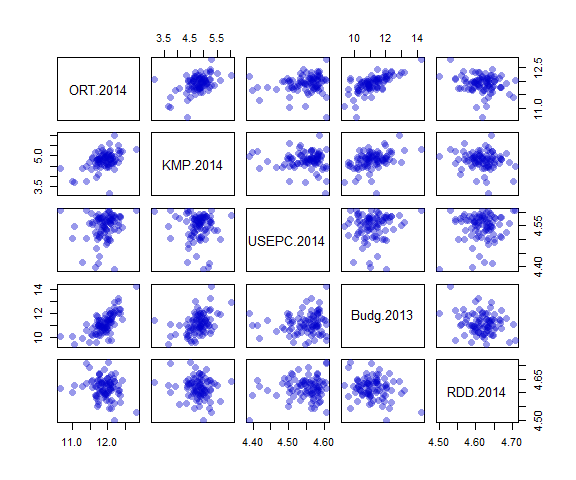 3.5 4.5 5.5
10 11 12 13 14
ORT.2014
11.0 12.5
3.5 5.0
KMP.2014
USEPC.2014
4.40 4.55
10 12 14
Budg.2013
RDD.2014
4.50 4.65
11.0 12.0
4.40 4.50 4.60
4.50 4.60 4.70